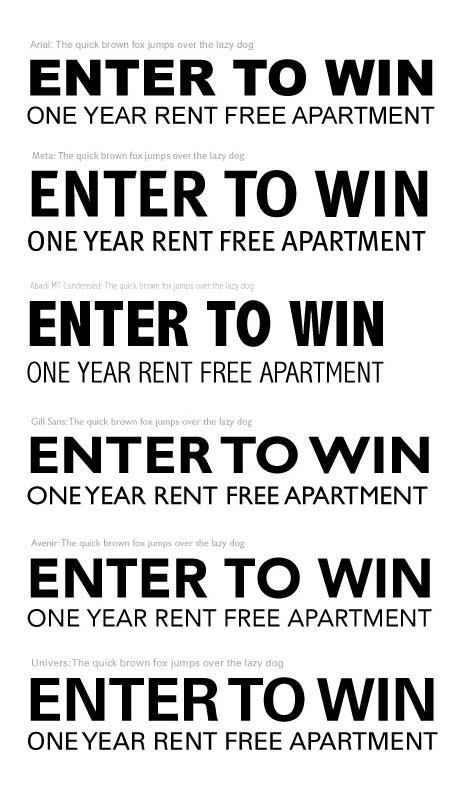 Arial: The quick brown fox jumps over the lazy dog
ENTER TO WIN
ONE YEAR RENT FREE APARTMENT
Meta: The quick brown fox jumps over the lazy dog
ENTER TO WIN
ONE YEAR RENT FREE APARTMENT
Abadi MT Condensed: The quick brown fox jumps over the lazy dog
ENTER TO WIN
ONE YEAR RENT FREE APARTMENT
Gill Sans: The quick brown fox jumps over the lazy dog
ENTER TO WIN
ONE YEAR RENT FREE APARTMENT
Avenir: The quick brown fox jumps over the lazy dog
ENTER TO WIN
ONE YEAR RENT FREE APARTMENT
Univers: The quick brown fox jumps over the lazy dog
ENTER TO WIN
ONE YEAR RENT FREE APARTMENT